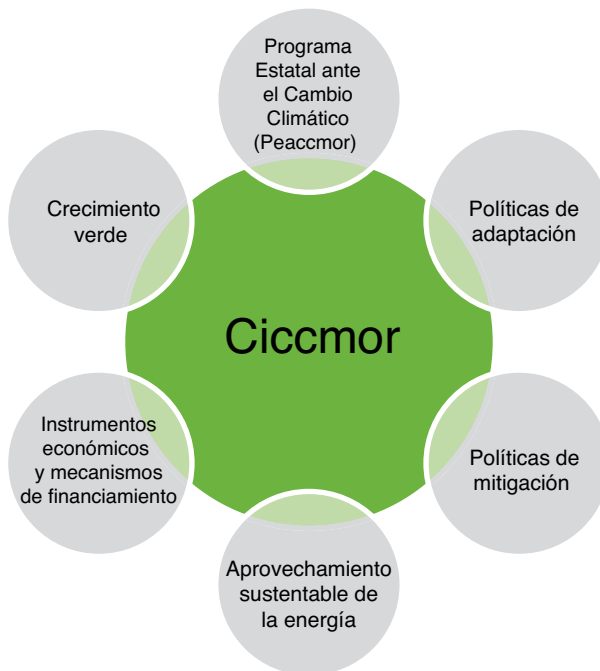 Programa
Estatal ante
el Cambio
Climático
(Peaccmor)
Crecimiento
verde
Políticas de
adaptación
Ciccmor
Instrumentos
económicos
y mecanismos
de financiamiento
Políticas de
mitigación
Aprovechamiento
sustentable de
la energía